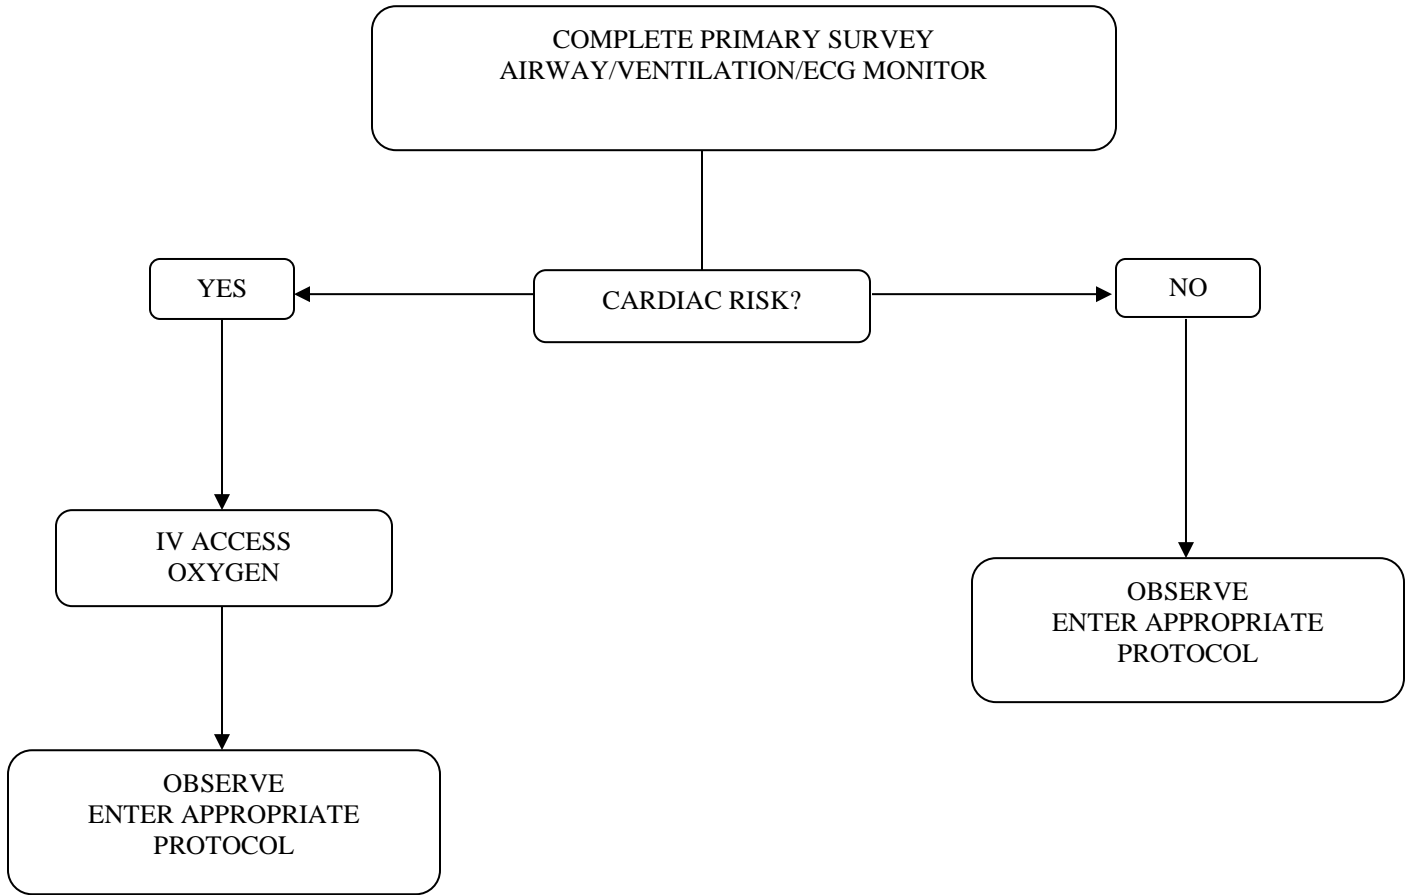 COMPLETE PRIMARY SURVEY
AIRWAY/VENTILATION/ECG MONITOR
YES
CARDIAC RISK?
NO
IV ACCESS
OXYGEN
OBSERVE
ENTER APPROPRIATE
PROTOCOL
OBSERVE
ENTER APPROPRIATE
PROTOCOL